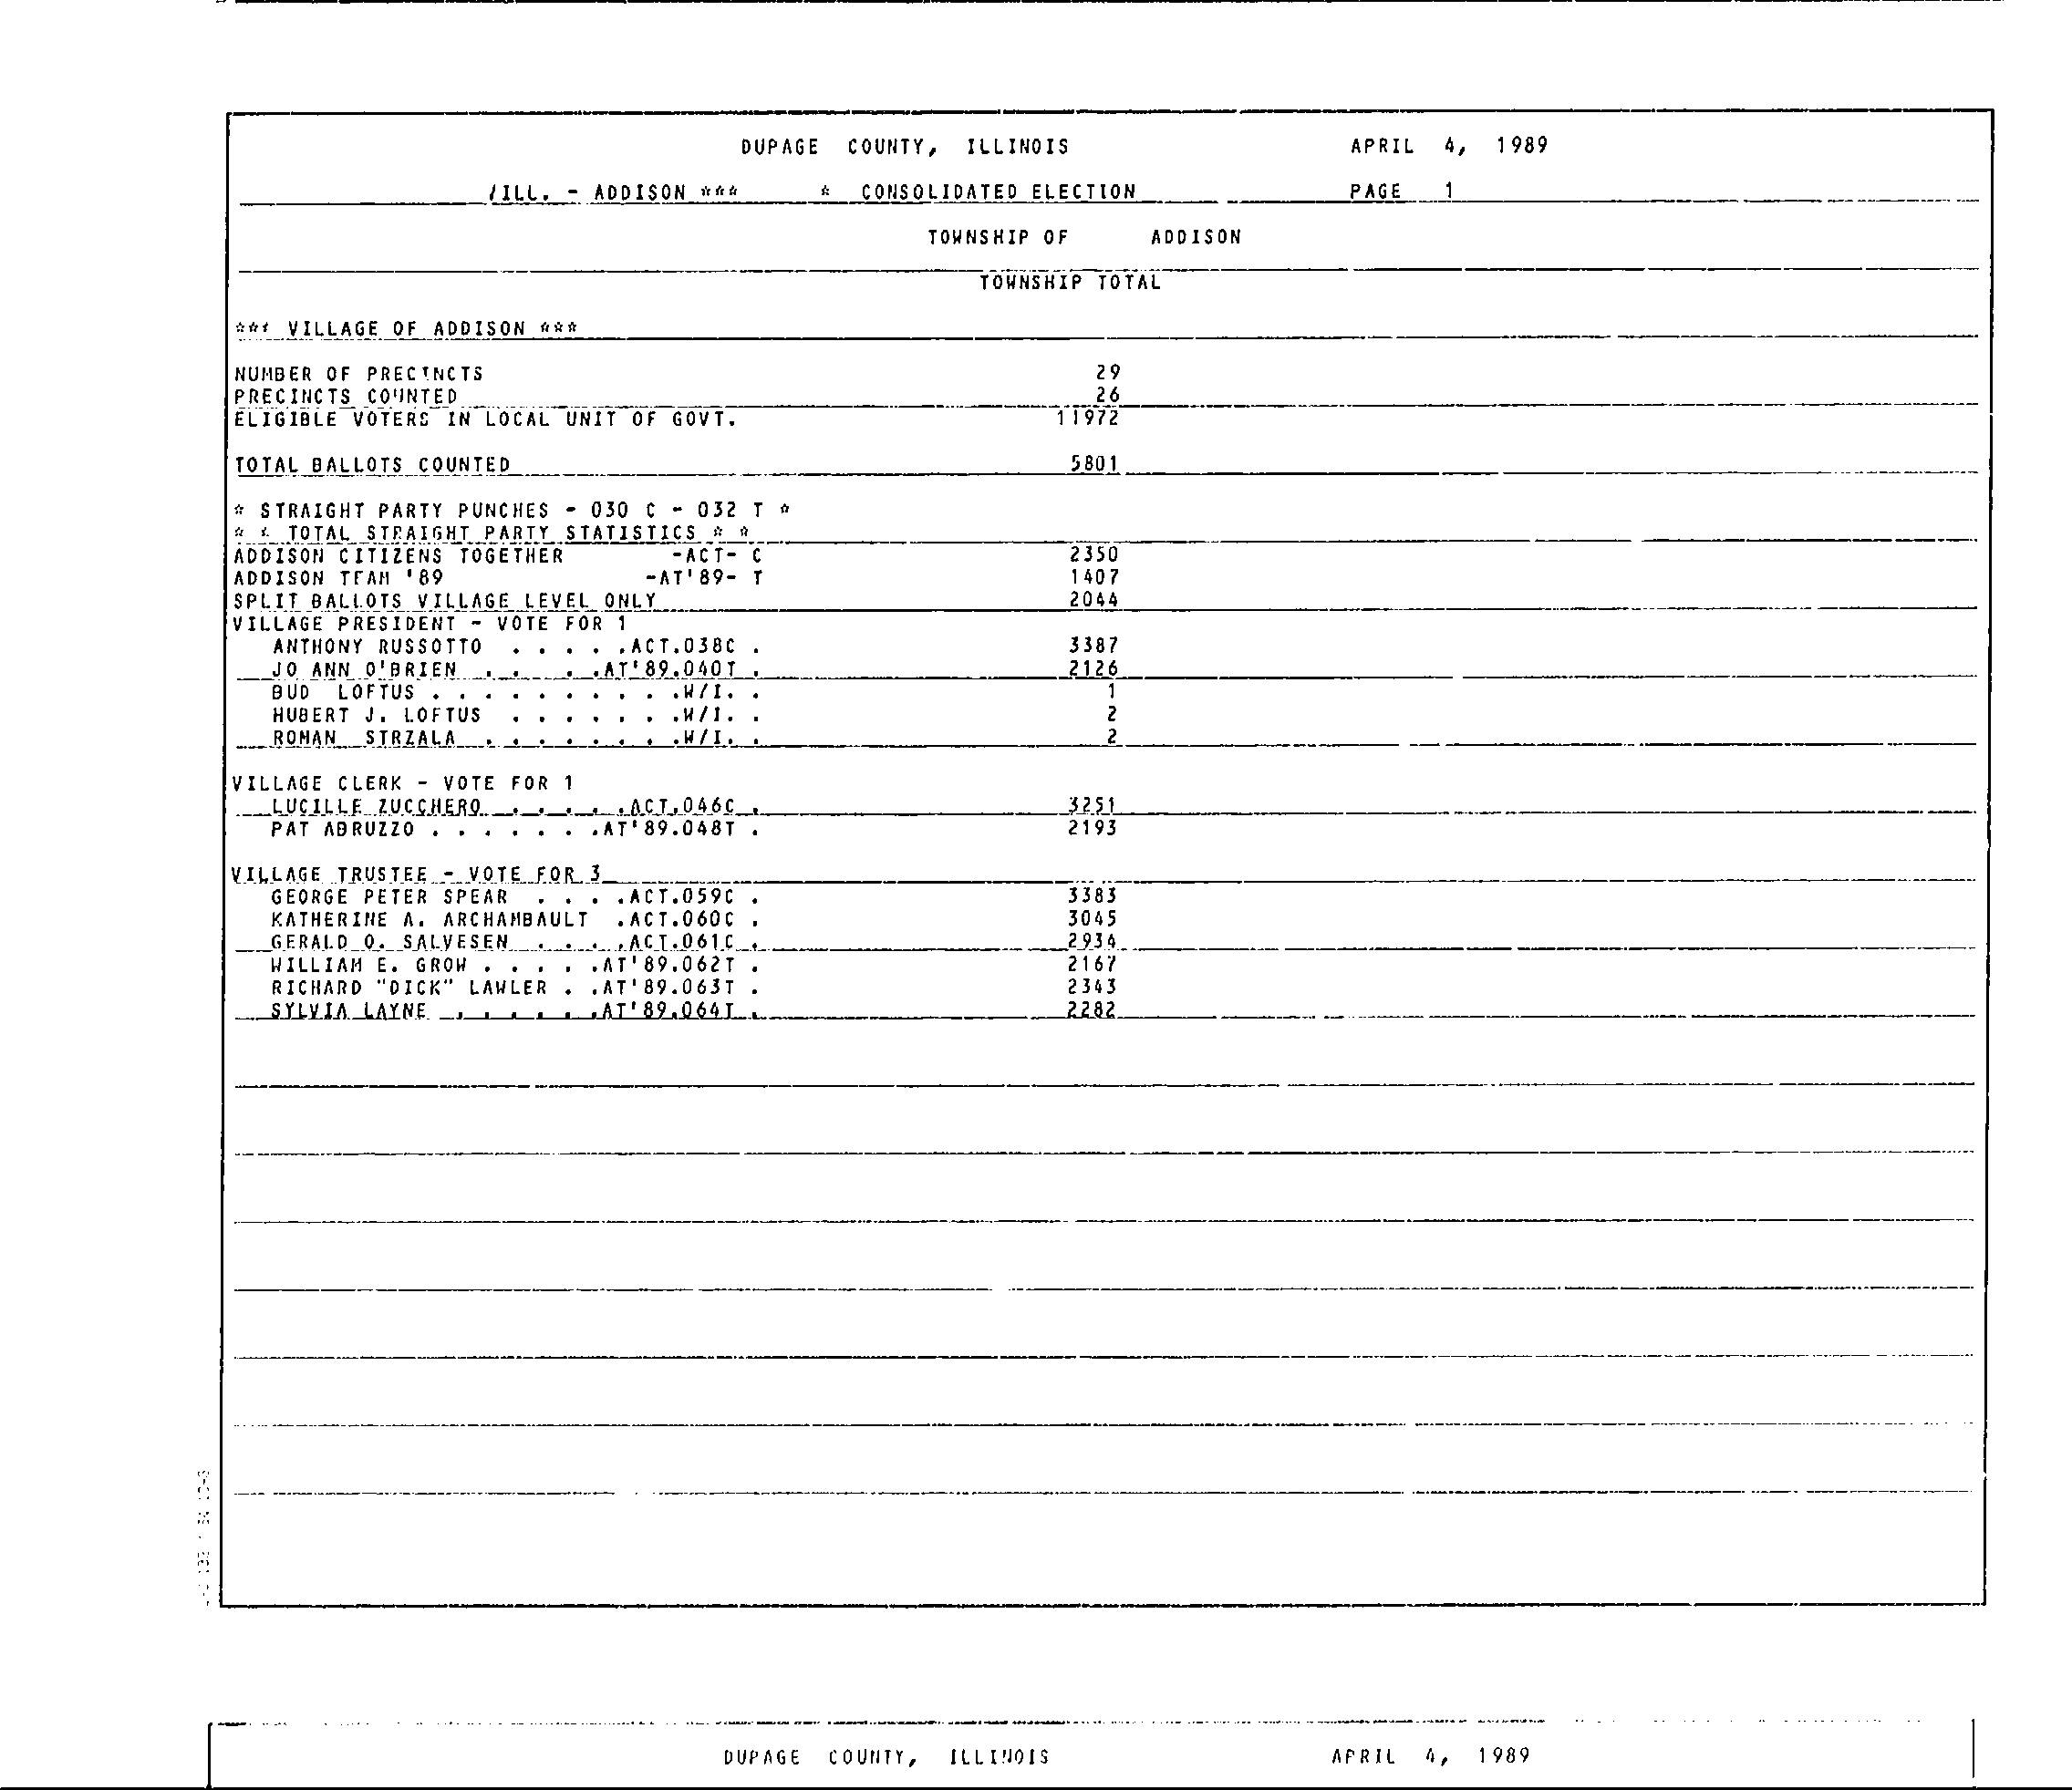 DUPAGE COUNTY, ILLINOIS APRIL 4, 1989
/ILL. - ADDISON *** * CONSOLIDATED ELECTION PAGE 1
TOWNSHIP OF ADDISON
TOWNSHIP TOTAL
*** VILLAGE OF ADDISON ***
NUMBER OF PRECINCTS 29
PRECINCTS COUNTED 26
ELIGIBLE VOTERS IN LOCAL UNIT OF GOVT. 11972
TOTAL BALLOTS COUNTED 5801
* STRAIGHT PARTY PUNCHES - 030 C - 032 T *
* * TOTAL STRAIGHT PARTY STATISTICS * *
ADDISON CITIZENS TOGETHER -ACT- C 2350
ADDISON TEAM '89 -AT'89- T 1407
SPLIT BALLOTS VILLAGE LEVEL ONLY 2044
VILLAGE PRESIDENT - VOTE FOR 1
ANTHONY RUSSOTTO . . . . .ACT.038C . 3387
JO ANN O'BRIEN . . . . .AT'89.040T . 2126
BUD LOFTUS . . . . . . . . . .W/I. . 1
HUBERT J. LOFTUS . . . . . . .W/I. . 2
ROMAN STRZALA . . . . . . . .W/I. . 2
VILLAGE CLERK - VOTE FOR 1
LUCILLE ZUCCHERO . . . . . .ACT.046C . 3251
PAT ABRUZZO . . . . . . .AT'89.048T . 2193
VILLAGE TRUSTEE - VOTE FOR 3
GEORGE PETER SPEAR . . . .ACT.059C . 3383
KATHERINE A. ARCHAMBAULT .ACT.060C . 3045
GERALD O. SALVESEN . . . .ACT.061C . 2934
WILLIAM E. GROW . . . . .AT'89.062T . 2167
RICHARD "DICK" LAWLER . .AT'89.063T . 2343
SYLVIA LAYNE . . . . . .AT'89.064T . 2282
DUPAGE COUNTY, ILLINOIS APRIL 4, 1989